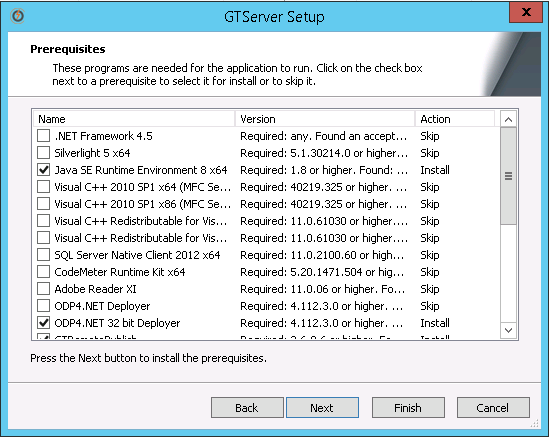 GTServer Setup
Prerequisites
These programs are needed for the application to run. Click on the check box
next to a prerequisite to select it for install or to skip it.
Name Version Action
.NET Framework 4.5 Required: any. Found an accept... Skip
Silverlight 5 x64 Required: 5.1.30214.0 or higher.... Skip
Java SE Runtime Environment 8 x64 Required: 1.8 or higher. Found: ... Install
Visual C++ 2010 SP1 x64 (MFC Se... Required: 40219.325 or higher. ... Skip
Visual C++ 2010 SP1 x86 (MFC Se... Required: 40219.325 or higher. ... Skip
Visual C++ Redistributable for Vis... Required: 11.0.61030 or higher.... Skip
Visual C++ Redistributable for Vis... Required: 11.0.61030 or higher.... Skip
SQL Server Native Client 2012 x64 Required: 11.0.2100.60 or high... Skip
CodeMeter Runtime Kit x64 Required: 5.20.1471.504 or hig... Skip
Adobe Reader XI Required: 11.0.06 or higher. Fo... Skip
ODP4.NET Deployer Required: 4.112.3.0 or higher. ... Skip
ODP4.NET 32 bit Deployer Required: 4.112.3.0 or higher. ... Install
Press the Next button to install the prerequisites.
Back Next Finish Cancel